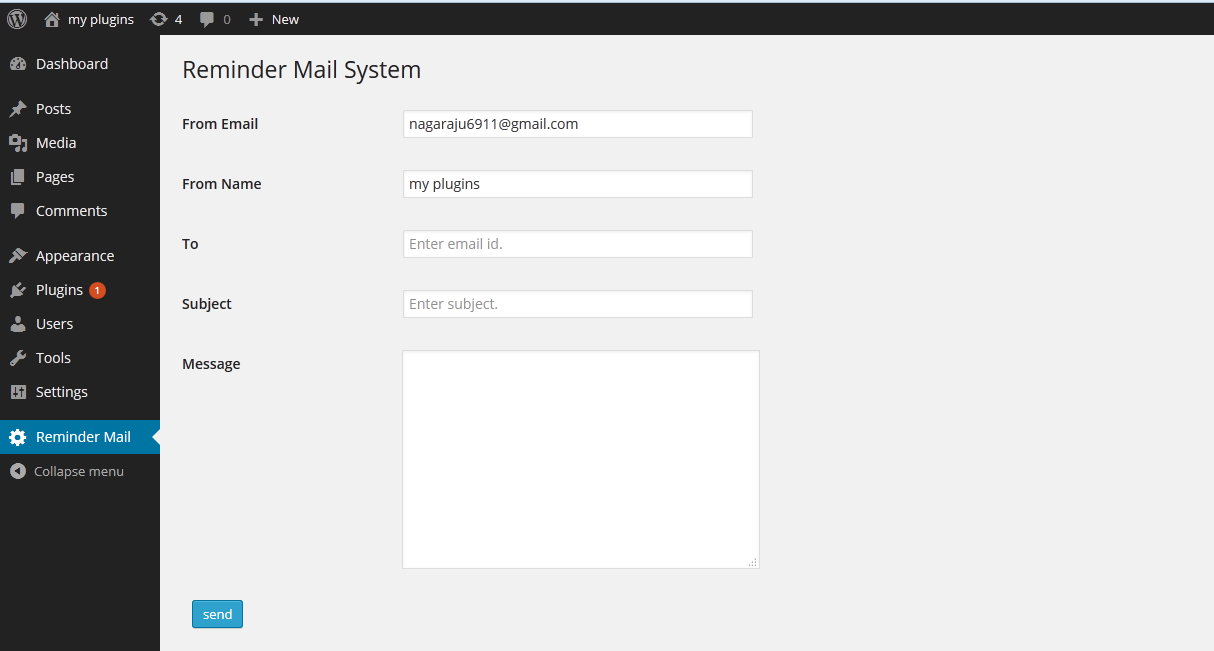 my plugins 4 0 New
Dashboard
Posts
Media
Pages
Comments
Appearance
Plugins 1
Users
Tools
Settings
Reminder Mail
Collapse menu
Reminder Mail System
From Email nagaraju6911@gmail.com
From Name my plugins
To Enter email id.
Subject Enter subject.
Message
send